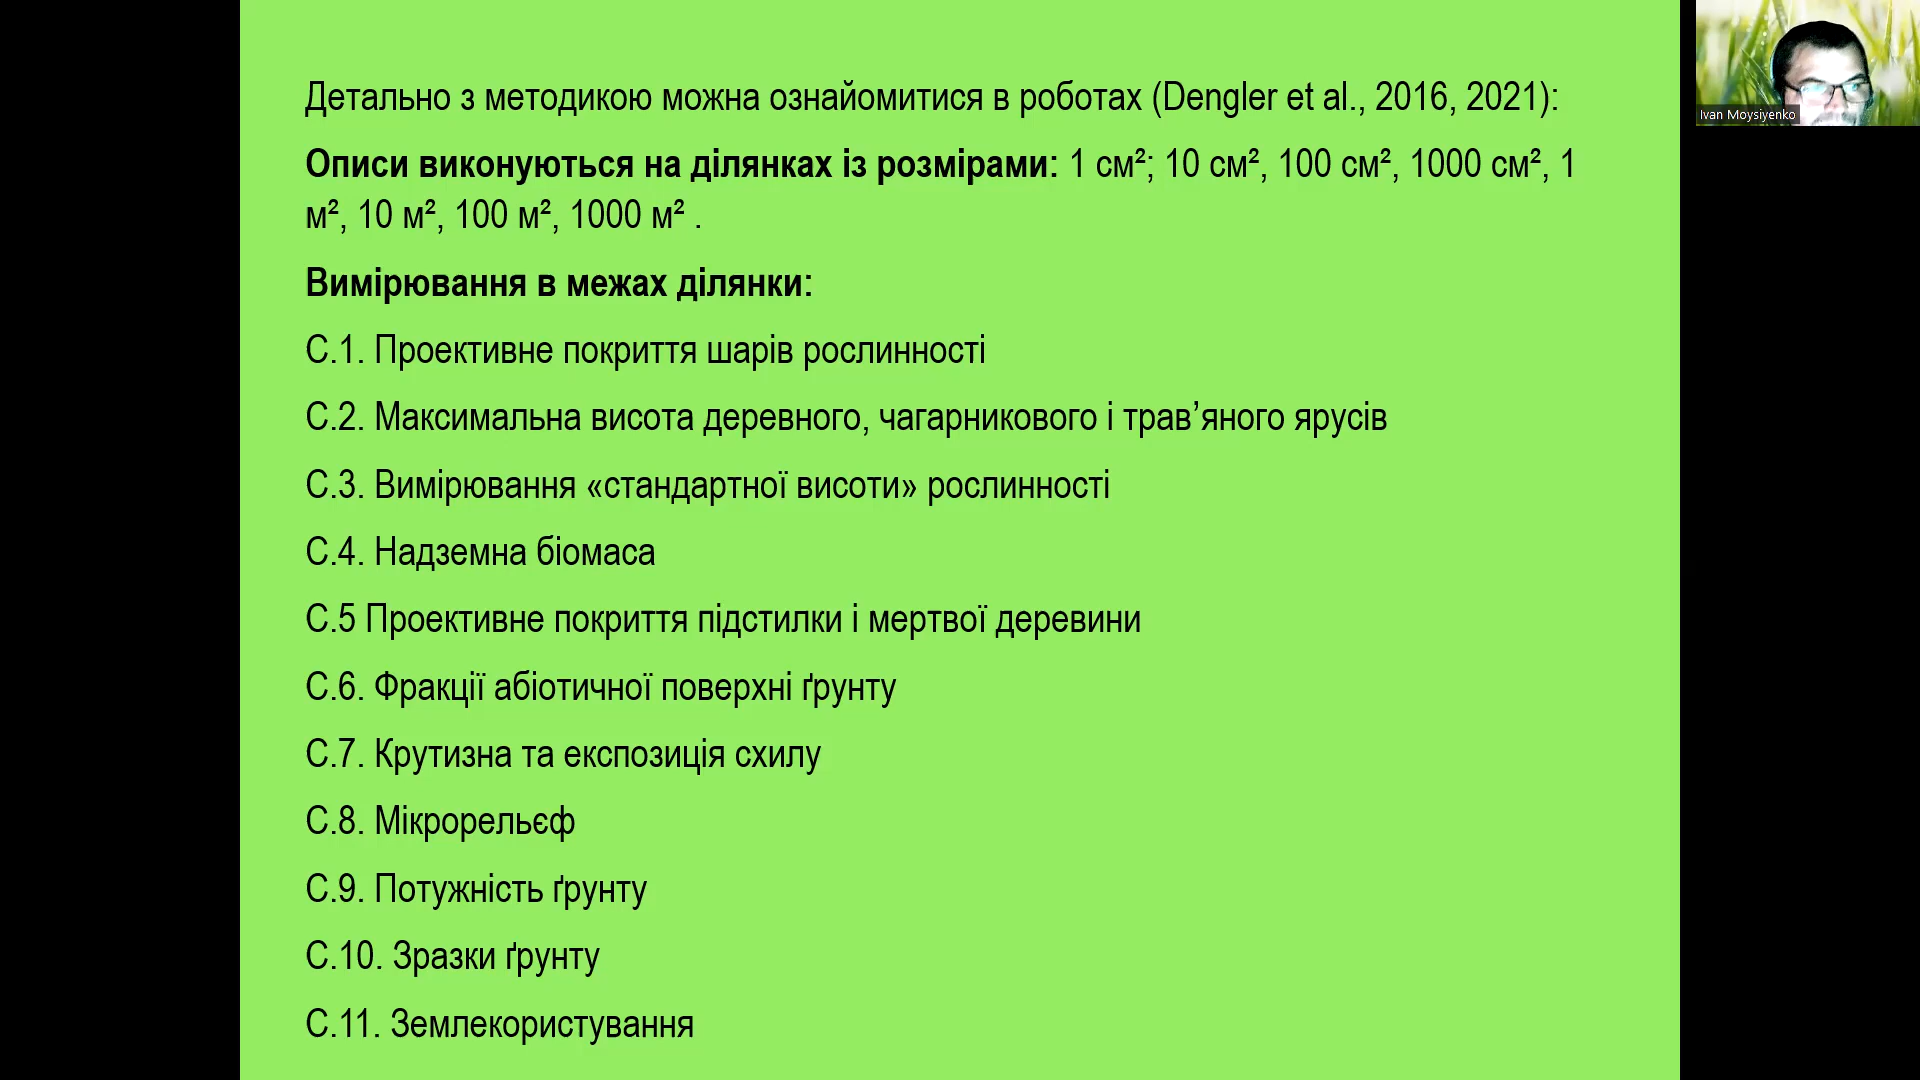 Детально з методикою можна ознайомитися в роботах (Dengler et al., 2016, 2021):
Описи виконуються на ділянках із розмірами: 1 см²; 10 см², 100 см², 1000 см², 1
м², 10 м², 100 м², 1000 м² .
Вимірювання в межах ділянки:
С.1. Проективне покриття шарів рослинності
С.2. Максимальна висота деревного, чагарникового і трав’яного ярусів
С.3. Вимірювання «стандартної висоти» рослинності
С.4. Надземна біомаса
С.5 Проективне покриття підстилки і мертвої деревини
С.6. Фракції абіотичної поверхні ґрунту
С.7. Крутизна та експозиція схилу
С.8. Мікрорельєф
С.9. Потужність ґрунту
С.10. Зразки ґрунту
С.11. Землекористування
Ivan Moysiyenko